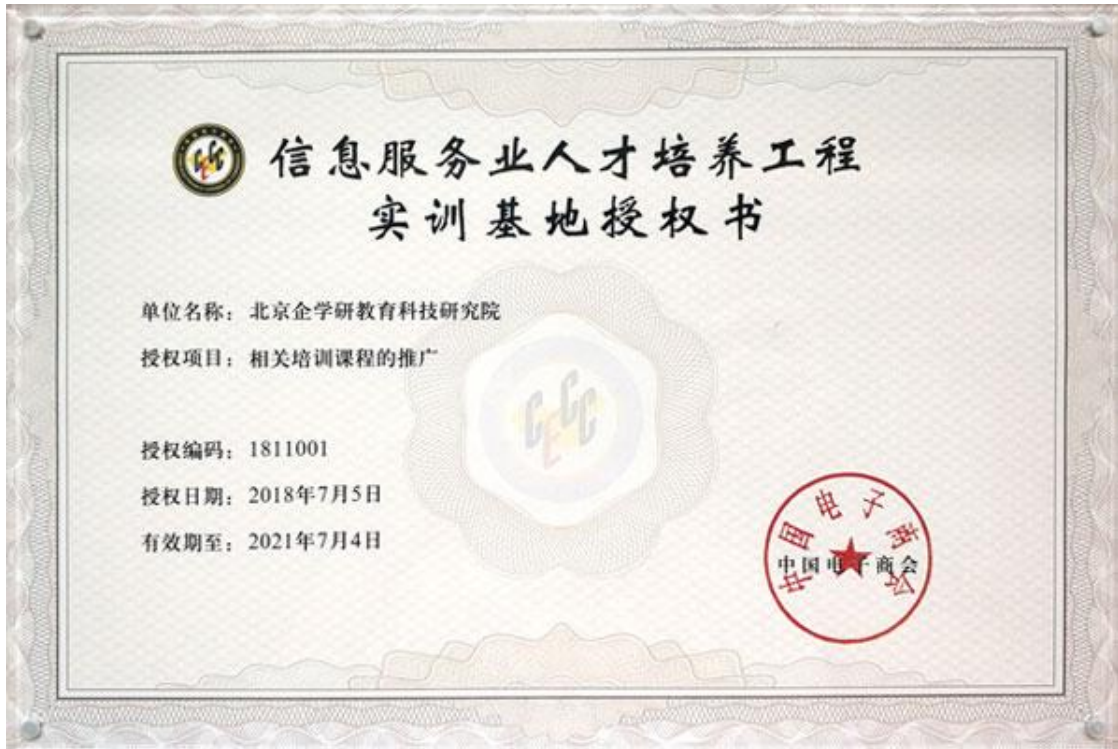 信息服务业人才培养工程
实训基地授权书
单位名称：北京企学研教育科技研究院
授权项目：相关培训课程的推广
CECC
授权编码：1811001
授权日期：2018年7月5日
有效期至：2021年7月4日
中国电子商会
中国电子商会